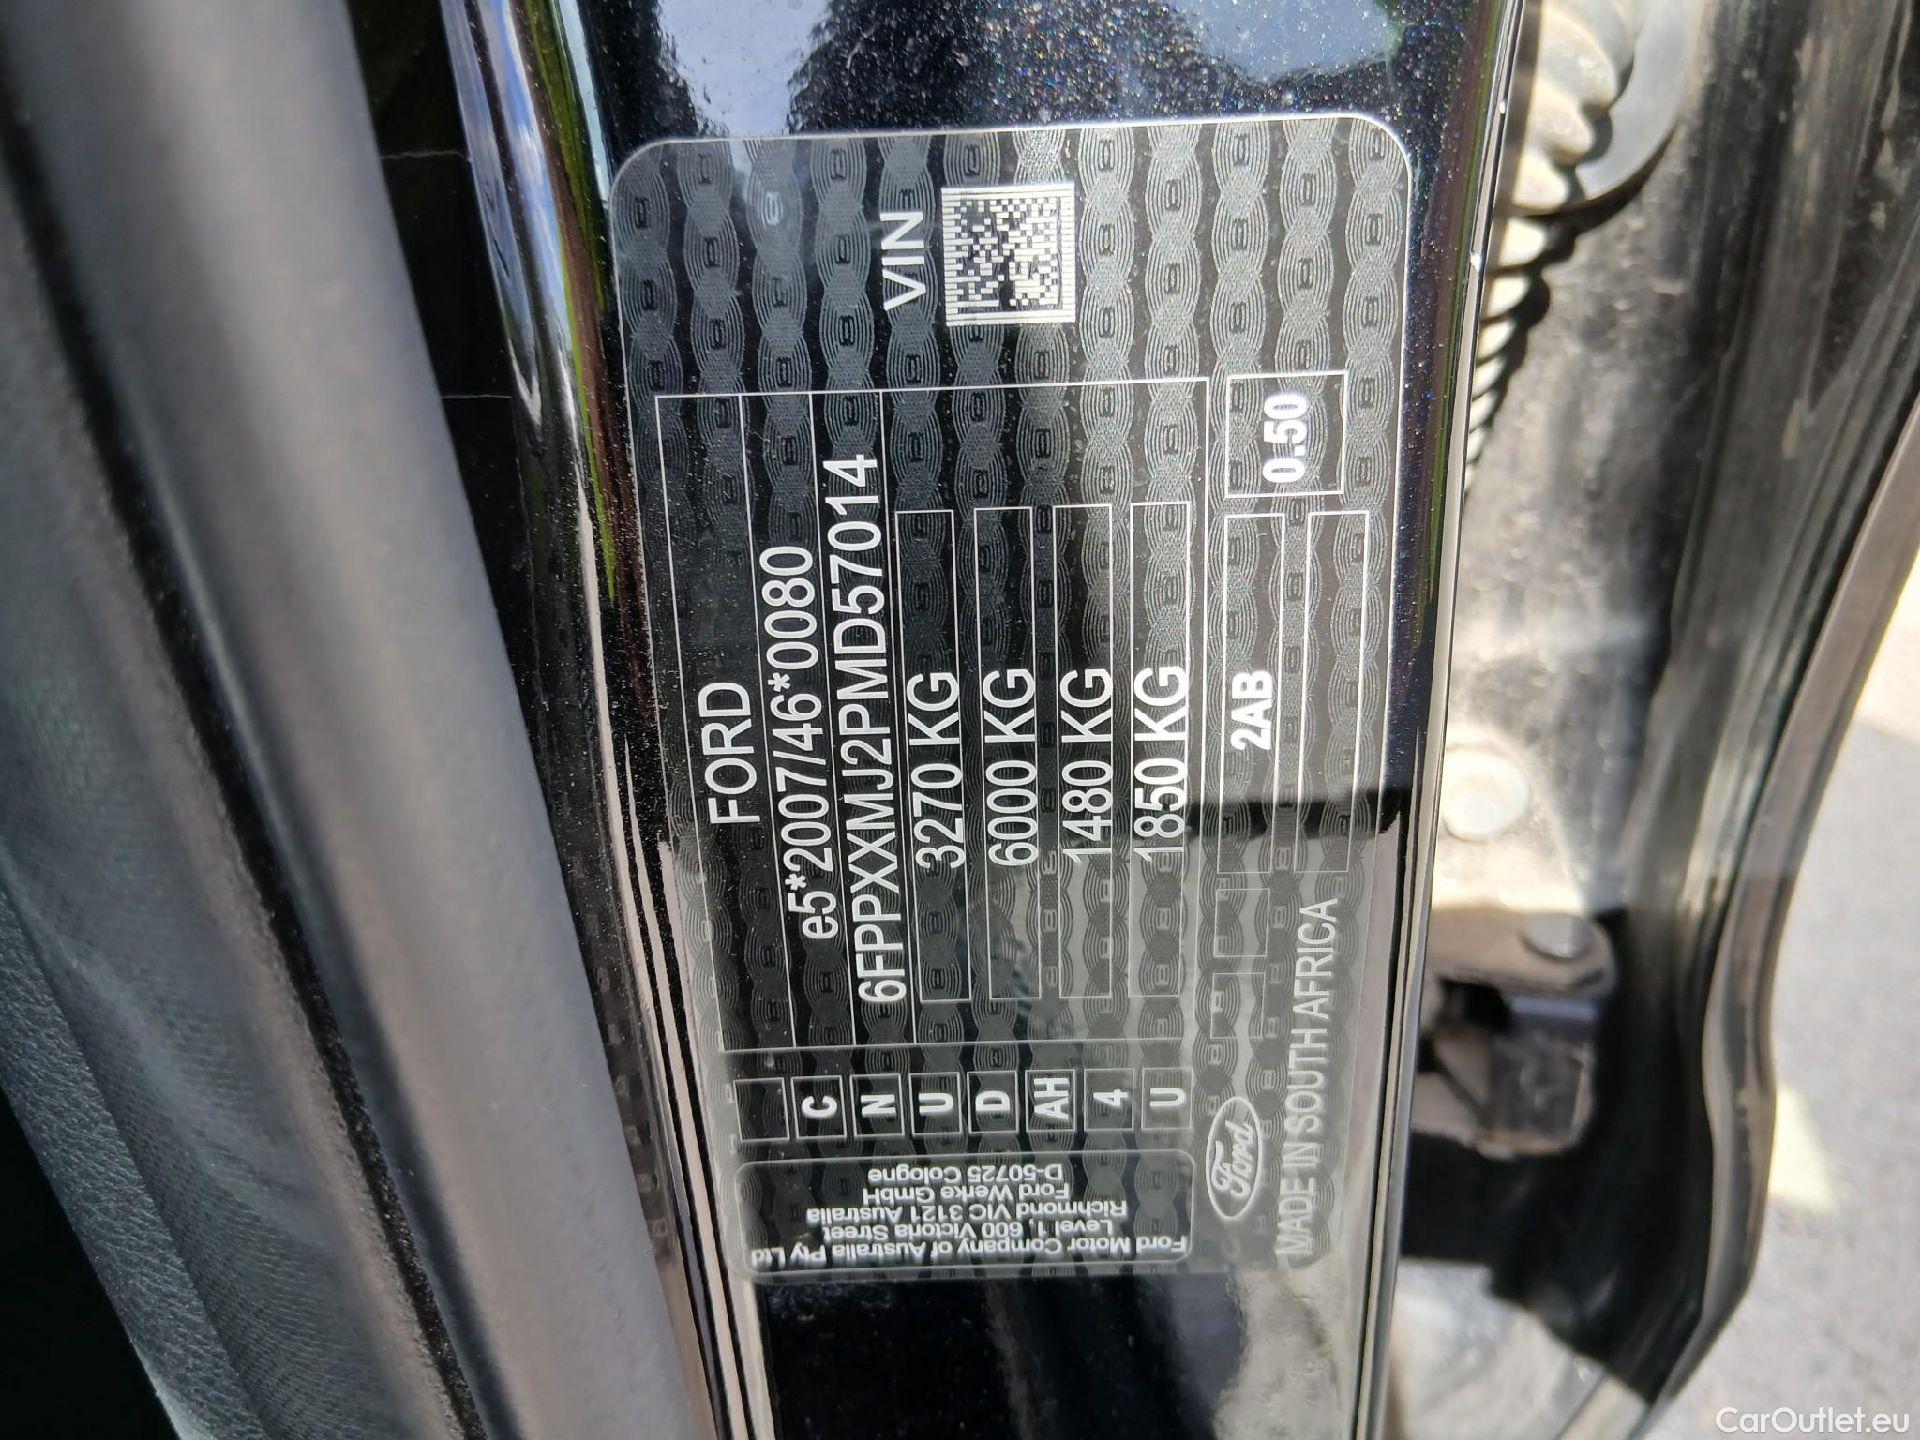 VIN
FORD
e5*2007/46*0080
6FPPXXMJ2PMD57014
3270 KG
6000 KG
1480 KG
1850 KG
2AB
0.50
C
N
U
D
AH
4
U
Ford
MADE IN SOUTH AFRICA
Ford Motor Company of Australia Pty Ltd
Level 1, 600 Victoria Street
Richmond VIC 3121 Australia
Ford Werke GmbH
D-50725 Cologne
CarOutlet.eu